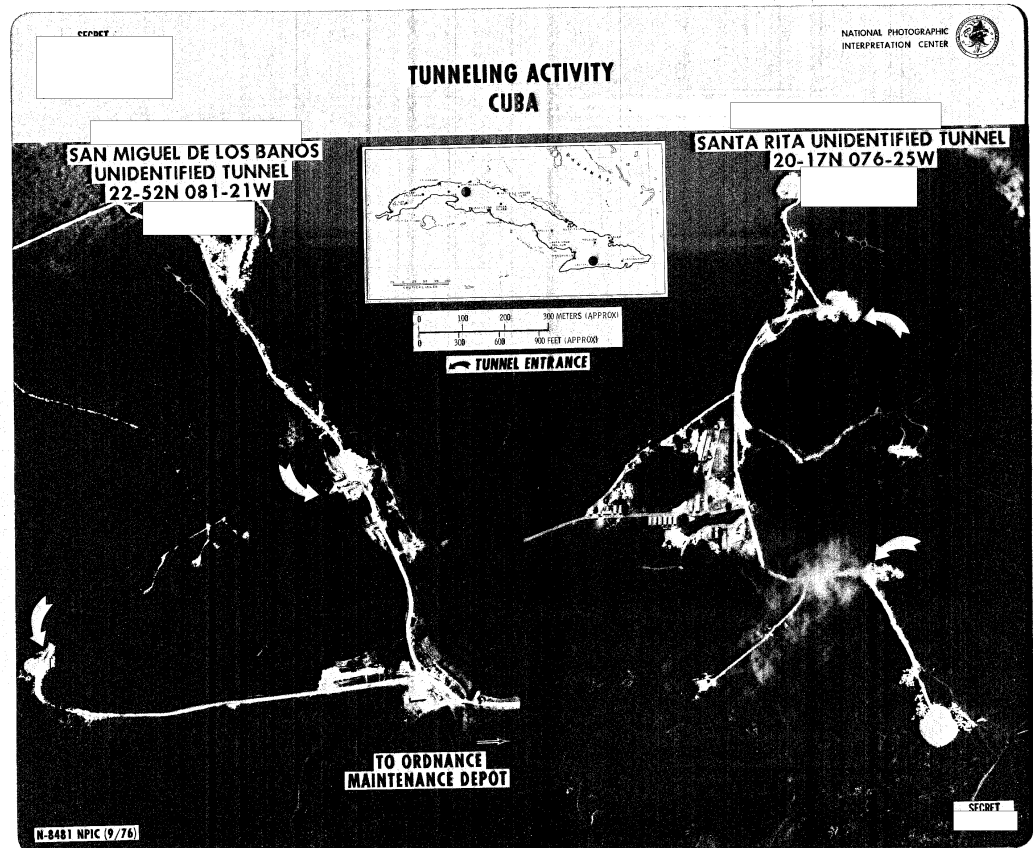 SECRET
NATIONAL PHOTOGRAPHIC
INTERPRETATION CENTER
TUNNELING ACTIVITY
CUBA
SAN MIGUEL DE LOS BANOS
UNIDENTIFIED TUNNEL
22-52N 081-21W
SANTA RITA UNIDENTIFIED TUNNEL
20-17N 076-25W
0 100 200 300 METERS (APPROX)
0 300 600 900 FEET (APPROX)
TUNNEL ENTRANCE
TO ORDNANCE
MAINTENANCE DEPOT
N-8481 NPIC (9/76)
SECRET